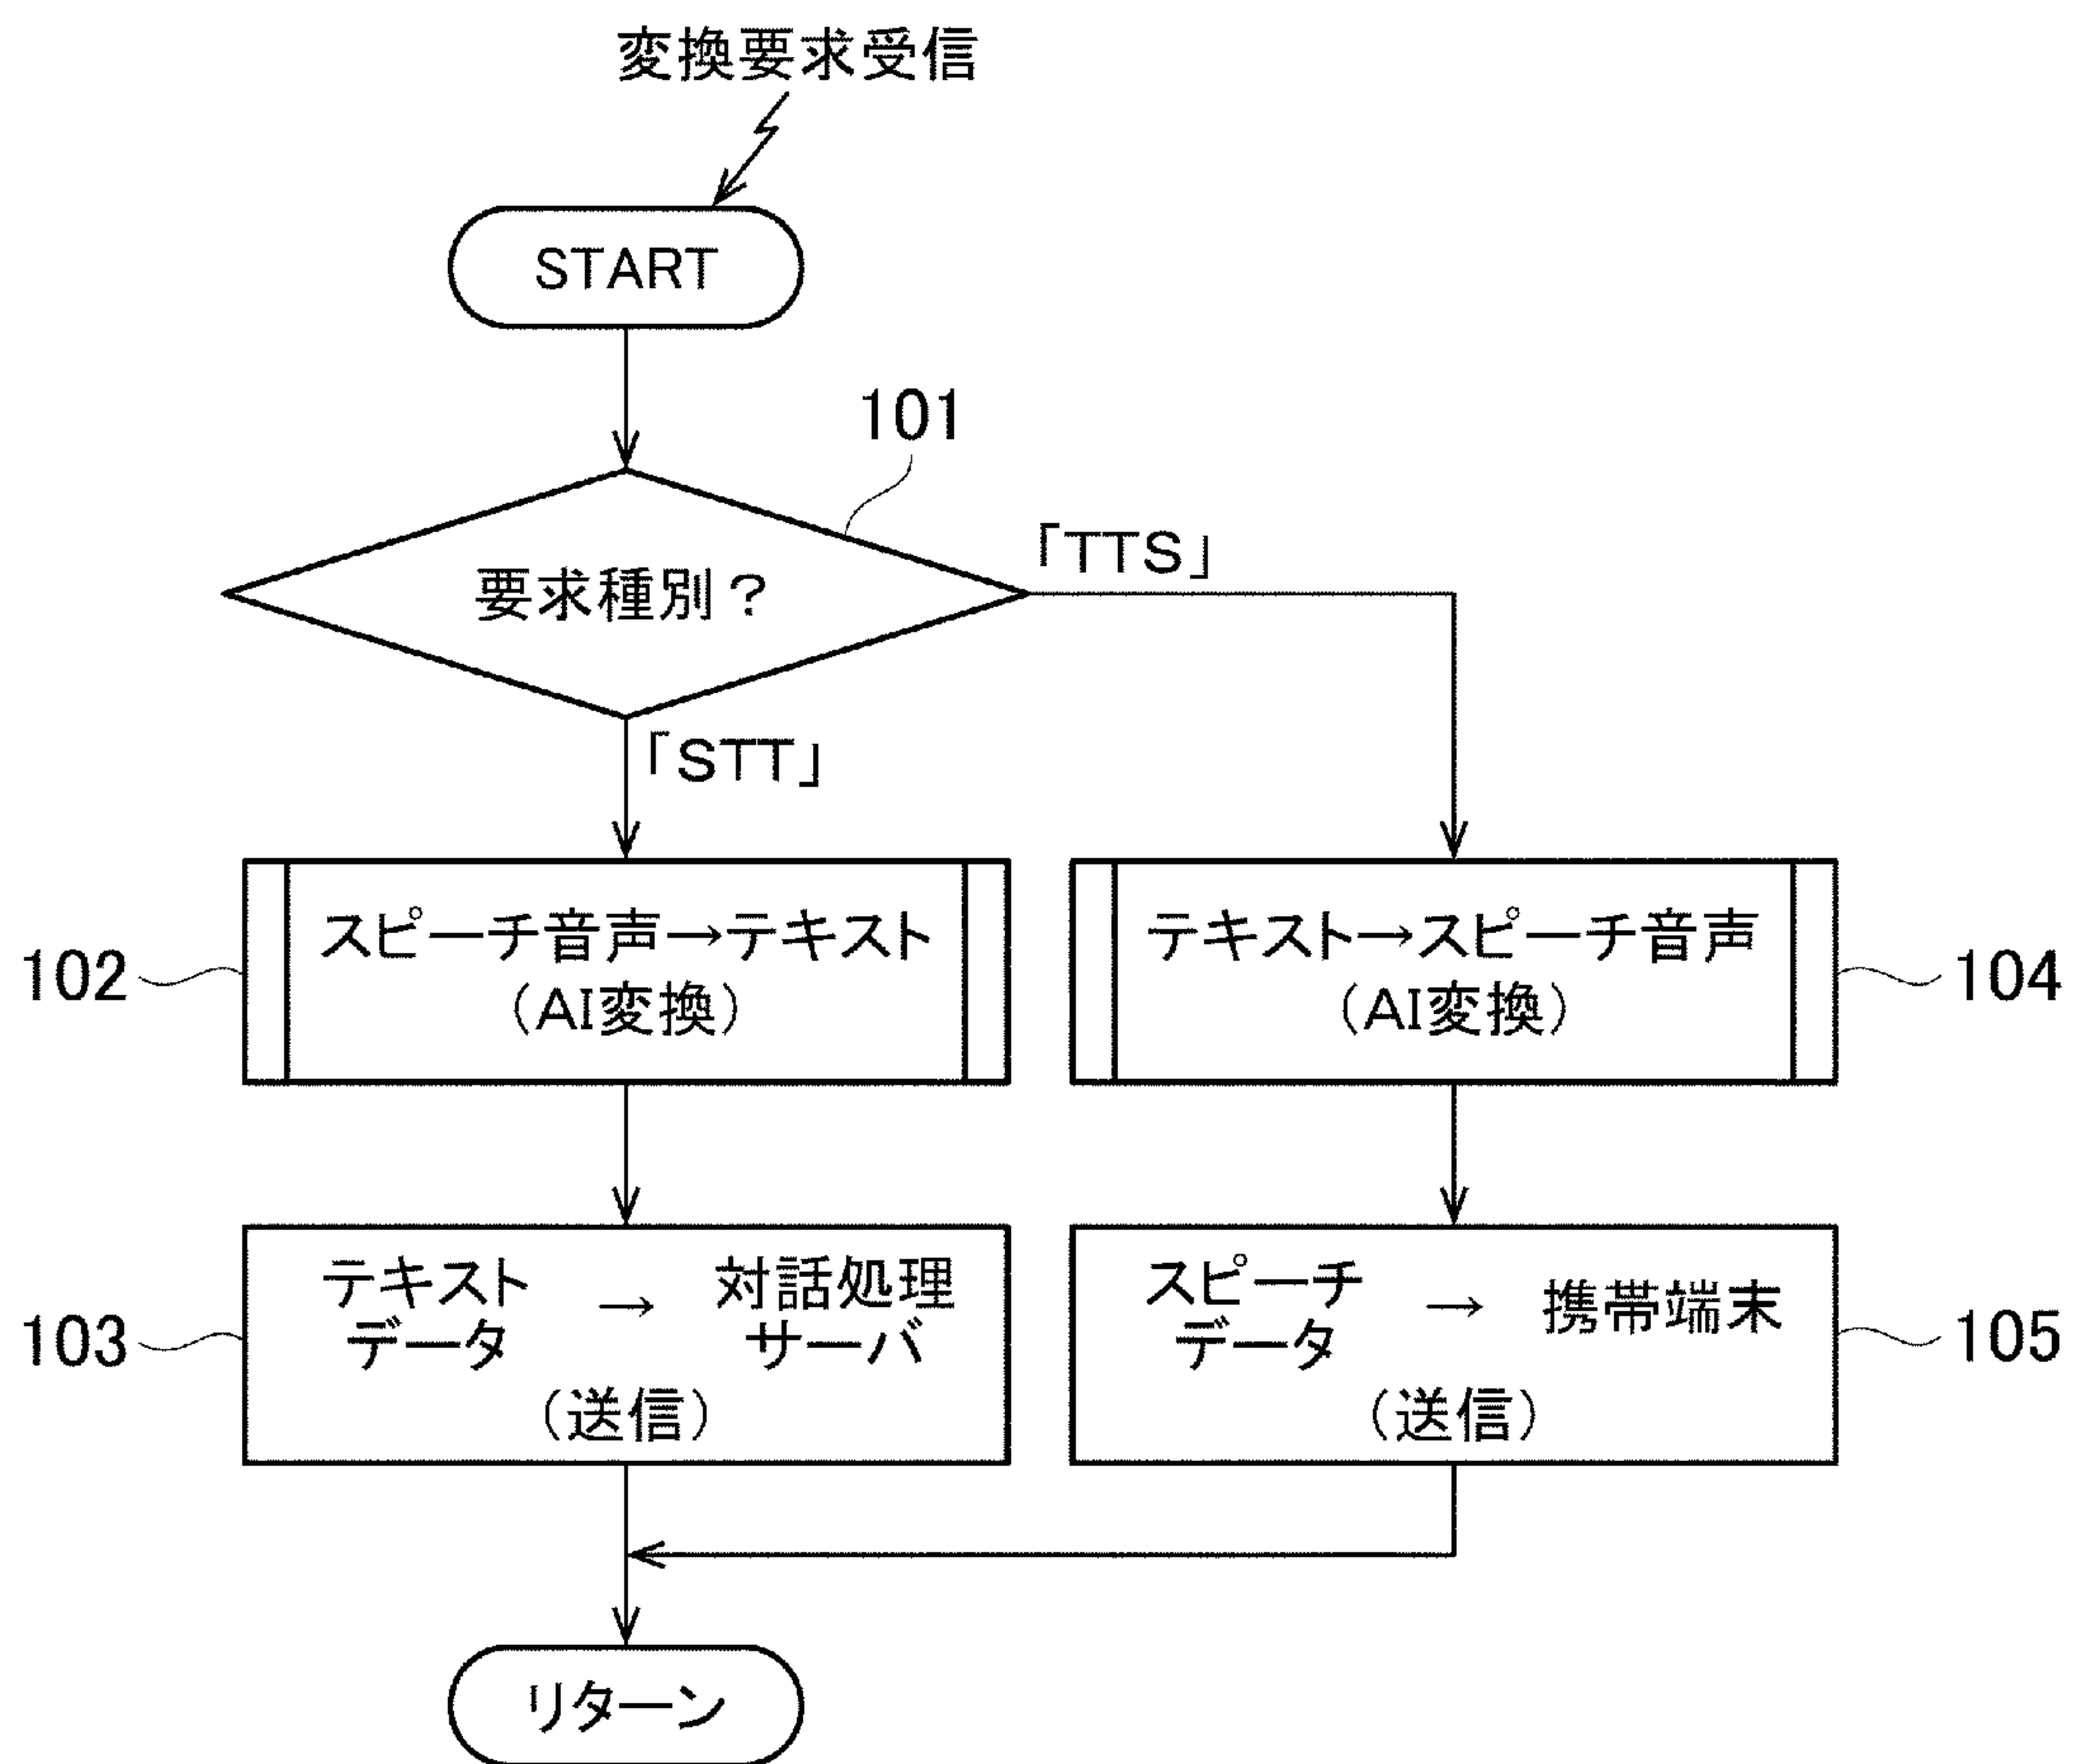 変換要求受信
START
101
要求種別？
「TTS」
「STT」
102
スピーチ音声→テキスト
（AI変換）
テキスト→スピーチ音声
（AI変換）
104
103
テキスト
データ
→
対話処理
サーバ
（送信）
スピーチ
データ
→
携帯端末
（送信）
105
リターン